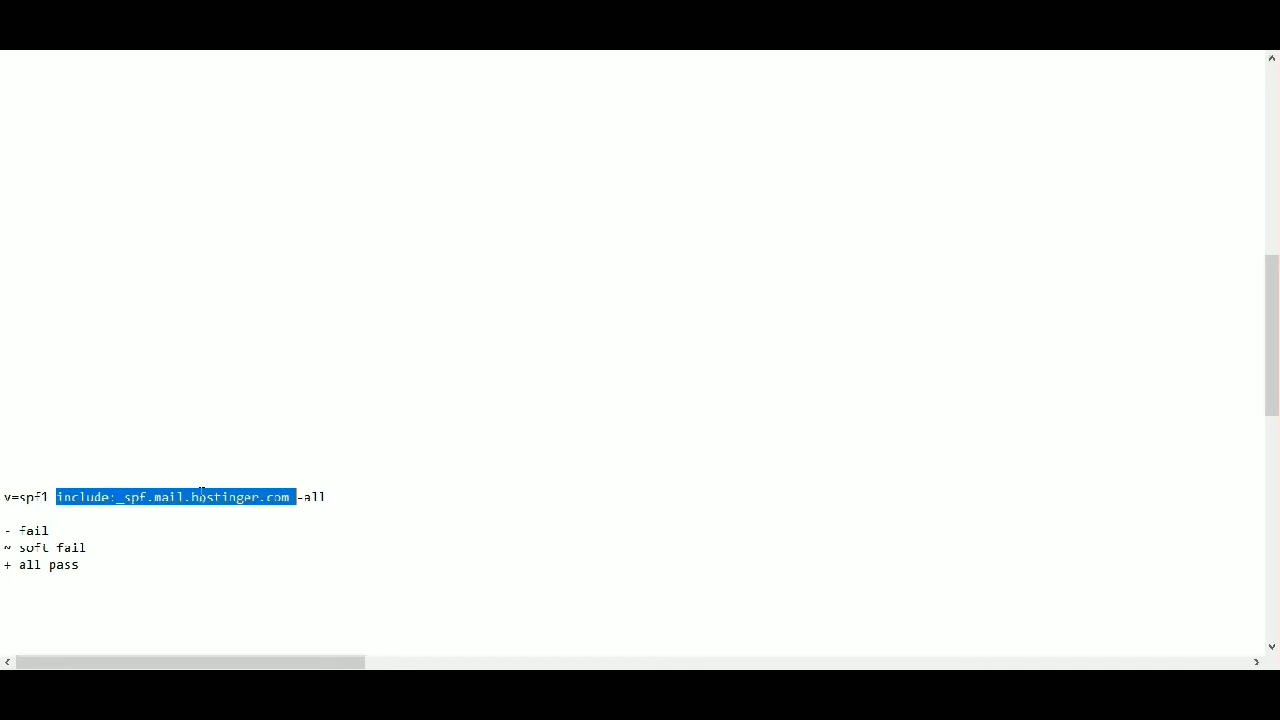 v=spf1 include:_spf.mail.hostinger.com -all
- fail
~ soft fail
+ all pass